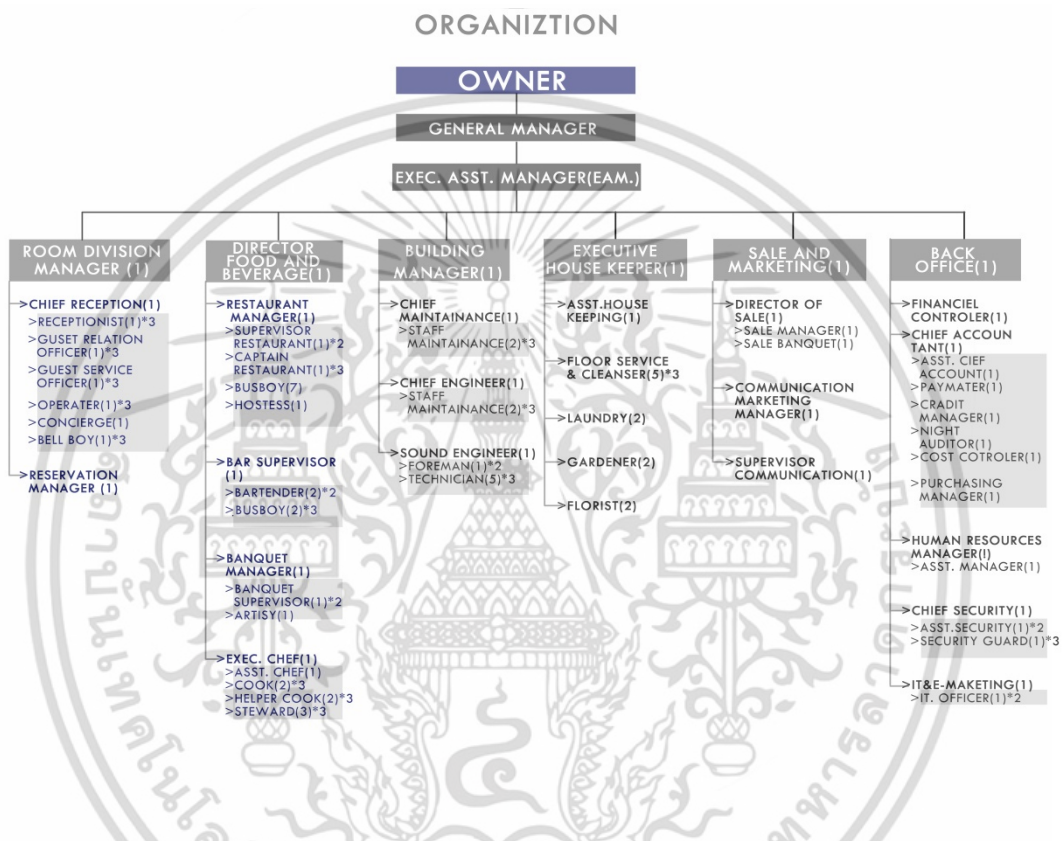 ORGANIZTION
OWNER
GENERAL MANAGER
EXEC. ASST. MANAGER(EAM.)
ROOM DIVISION
MANAGER (1)
>CHIEF RECEPTION(1)
>RECEPTIONIST(1)*3
>GUSET RELATION
OFFICER(1)*3
>GUEST SERVICE
OFFICER(1)*3
>OPERATER(1)*3
>CONCIERGE(1)
>BELL BOY(1)*3
>RESERVATION
MANAGER (1)
DIRECTOR
FOOD AND
BEVERAGE(1)
>RESTAURANT
MANAGER(1)
>SUPERVISOR
RESTAURANT(1)*2
>CAPTAIN
RESTAURANT(1)*3
>BUSBOY(7)
>HOSTESS(1)
>BAR SUPERVISOR
(1)
>BARTENDER(2)*2
>BUSBOY(2)*3
>BANQUET
MANAGER(1)
>BANQUET
SUPERVISOR(1)*2
>ARTISY(1)
>EXEC. CHEF(1)
>ASST. CHEF(1)
>COOK(2)*3
>HELPER COOK(2)*3
>STEWARD(3)*3
BUILDING
MANAGER(1)
>CHIEF
MAINTAINANCE(1)
>STAFF
MAINTAINANCE(2)*3
>CHIEF ENGINEER(1)
>STAFF
MAINTAINANCE(2)*3
>SOUND ENGINEER(1)
>FOREMAN(1)*2
>TECHNICIAN(5)*3
EXECUTIVE
HOUSE KEEPER(1)
>ASST.HOUSE
KEEPING(1)
>FLOOR SERVICE
& CLEANSER(5)*3
>LAUNDRY(2)
>GARDENER(2)
>FLORIST(2)
SALE AND
MARKETING(1)
>DIRECTOR OF
SALE(1)
>SALE MANAGER(1)
>SALE BANQUET(1)
>COMMUNICATION
MARKETING
MANAGER(1)
>SUPERVISOR
COMMUNICATION(1)
BACK
OFFICE(1)
>FINANCIEL
CONTROLER(1)
>CHIEF ACCOUN
TANT(1)
>ASST. CIEF
ACCOUNT(1)
>PAYMATER(1)
>CRADIT
MANAGER(1)
>NIGHT
AUDITOR(1)
>COST COTROLER(1)
>PURCHASING
MANAGER(1)
>HUMAN RESOURCES
MANAGER(!)
>ASST. MANAGER(1)
>CHIEF SECURITY(1)
>ASST.SECURITY(1)*2
>SECURITY GUARD(1)*3
>IT&E-MAKETING(1)
>IT. OFFICER(1)*2